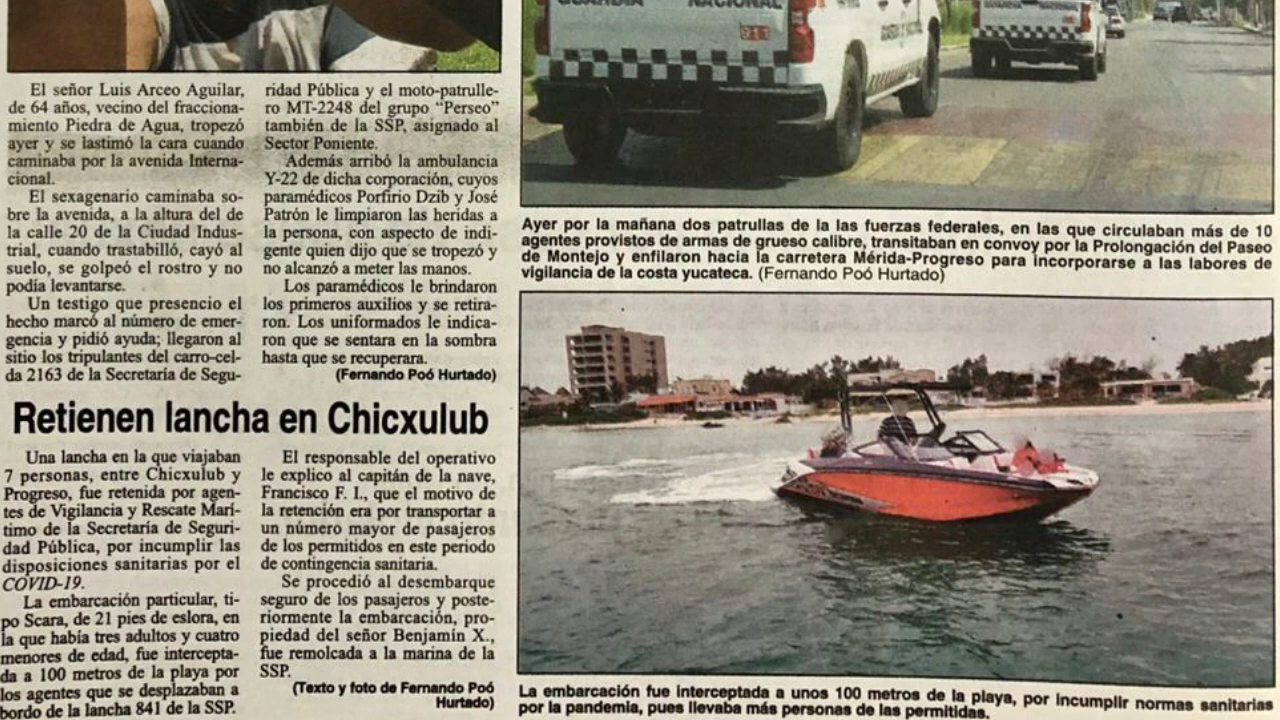 El señor Luis Arceo Aguilar,
de 64 años, vecino del fracciona-
miento Piedra de Agua, tropezó
ayer y se lastimó la cara cuando
caminaba por la avenida Interna-
cional.
El sexagenario caminaba so-
bre la avenida, a la altura del de
la calle 20 de la Ciudad Indus-
trial, cuando trastabilló, cayó al
suelo, se golpeó el rostro y no
podía levantarse.
Un testigo que presencio el
hecho marcó al número de emer-
gencia y pidió ayuda; llegaron al
sitio los tripulantes del carro-cel-
da 2163 de la Secretaría de Segu-
ridad Pública y el moto-patrulle-
ro MT-2248 del grupo “Perseo”
también de la SSP, asignado al
Sector Poniente.
Además arribó la ambulancia
Y-22 de dicha corporación, cuyos
paramédicos Porfirio Dzib y José
Patrón le limpiaron las heridas a
la persona, con aspecto de indi-
gente quien dijo que se tropezó y
no alcanzó a meter las manos.
Los paramédicos le brindaron
los primeros auxilios y se retira-
ron. Los uniformados le indica-
ron que se sentara en la sombra
hasta que se recuperara.
(Fernando Poó Hurtado)
GUARDIA NACIONAL
911
Ayer por la mañana dos patrullas de la las fuerzas federales, en las que circulaban más de 10
agentes provistos de armas de grueso calibre, transitaban en convoy por la Prolongación del Paseo
de Montejo y enfilaron hacia la carretera Mérida-Progreso para incorporarse a las labores de
vigilancia de la costa yucateca. (Fernando Poó Hurtado)
Retienen lancha en Chicxulub
Una lancha en la que viajaban
7 personas, entre Chicxulub y
Progreso, fue retenida por agen-
tes de Vigilancia y Rescate Marí-
timo de la Secretaría de Seguri-
dad Pública, por incumplir las
disposiciones sanitarias por el
COVID-19.
La embarcación particular, ti-
po Scara, de 21 pies de eslora, en
la que había tres adultos y cuatro
menores de edad, fue intercepta-
da a 100 metros de la playa por
los agentes que se desplazaban a
bordo de la lancha 841 de la SSP.
El responsable del operativo
le explico al capitán de la nave,
Francisco F. I., que el motivo de
la retención era por transportar a
un número mayor de pasajeros
de los permitidos en este periodo
de contingencia sanitaria.
Se procedió al desembarque
seguro de los pasajeros y poste-
riormente la embarcación, pro-
piedad del señor Benjamín X.,
fue remolcada a la marina de la
SSP.
(Texto y foto de Fernando Poó
Hurtado)
La embarcación fue interceptada a unos 100 metros de la playa, por incumplir normas sanitarias
por la pandemia, pues llevaba más personas de las permitidas.